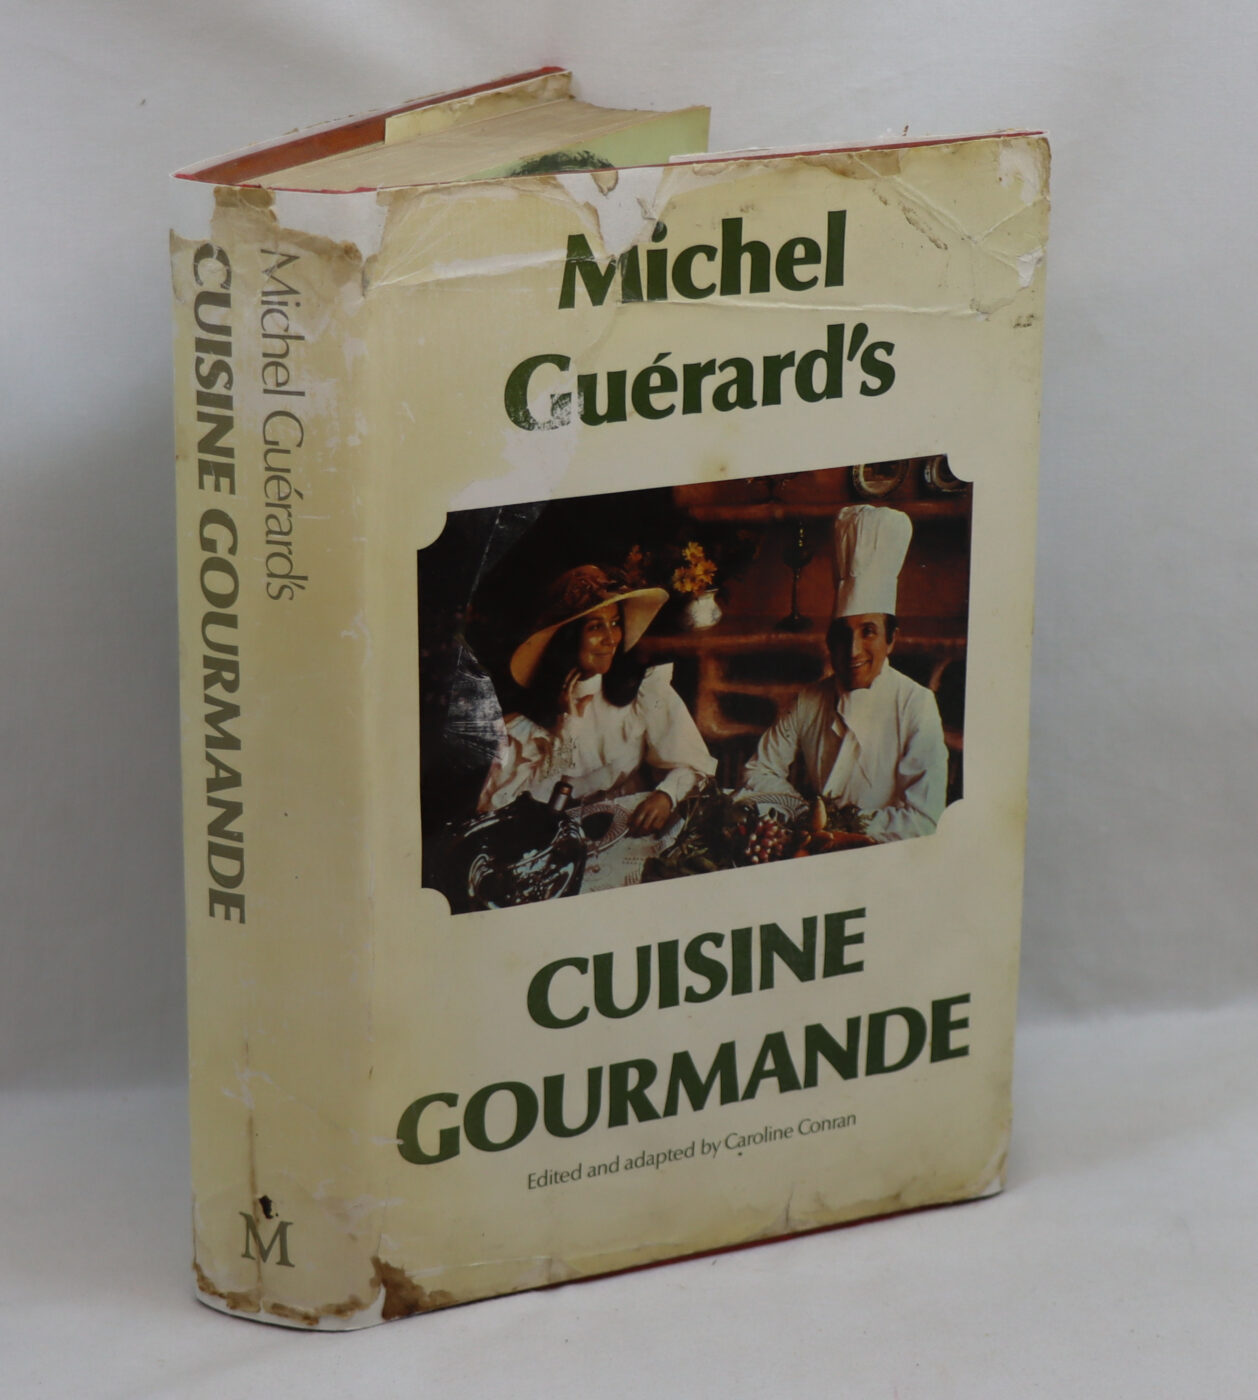 Michel Guérard's
CUISINE GOURMANDE
M
Michel
Guérard's
CUISINE
GOURMANDE
Edited and adapted by Caroline Conran